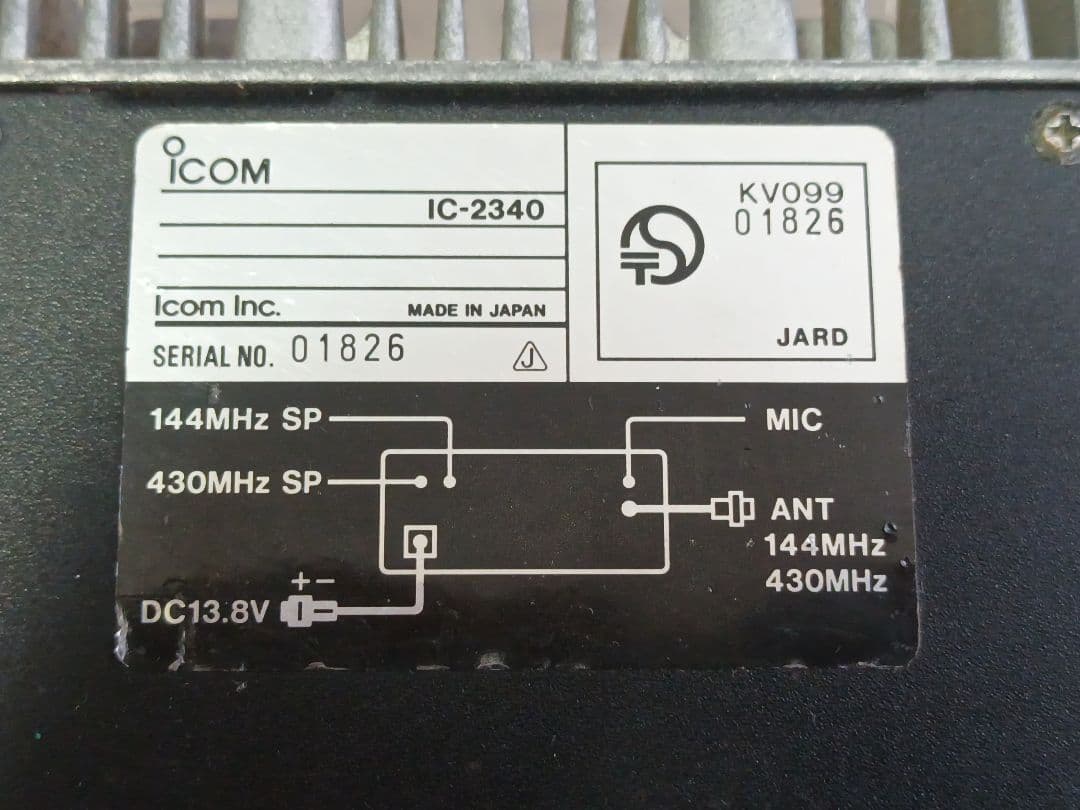 ICOM
IC-2340
Icom Inc. MADE IN JAPAN
SERIAL NO. 01826
J
KV099
01826
T
JARD
144MHz SP
430MHz SP
+−
DC13.8V
MIC
ANT
144MHz
430MHz